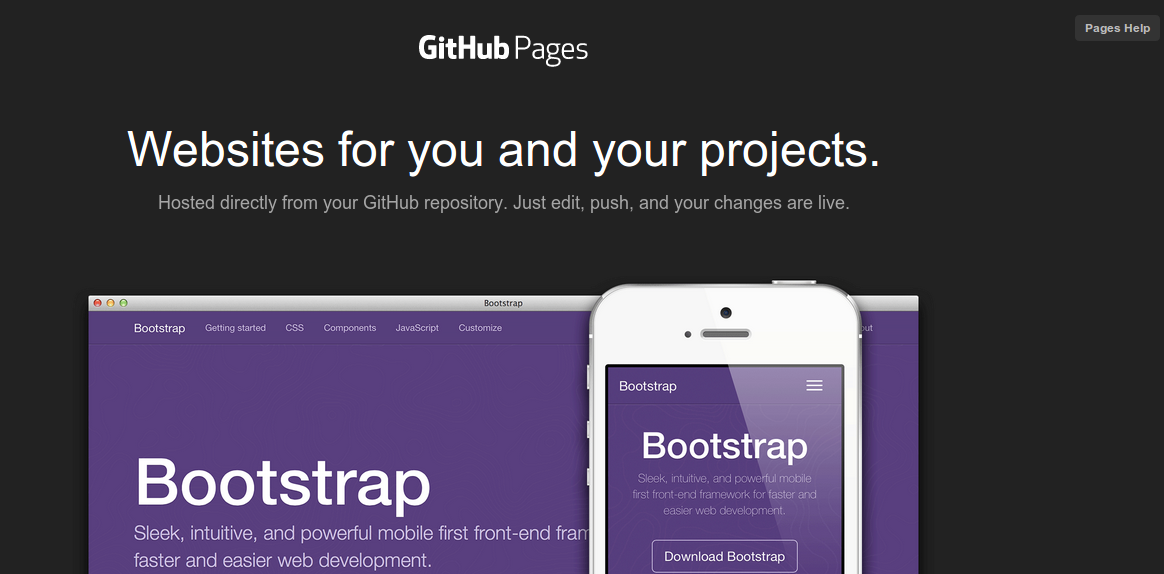 GitHub Pages
Pages Help
Websites for you and your projects.
Hosted directly from your GitHub repository. Just edit, push, and your changes are live.
Bootstrap
Bootstrap Getting started CSS Components JavaScript Customize
Bootstrap
Sleek, intuitive, and powerful mobile first front-end
faster and easier web development.
Bootstrap
Bootstrap
Sleek, intuitive, and powerful mobile
first front-end framework for faster and
easier web development.
Download Bootstrap